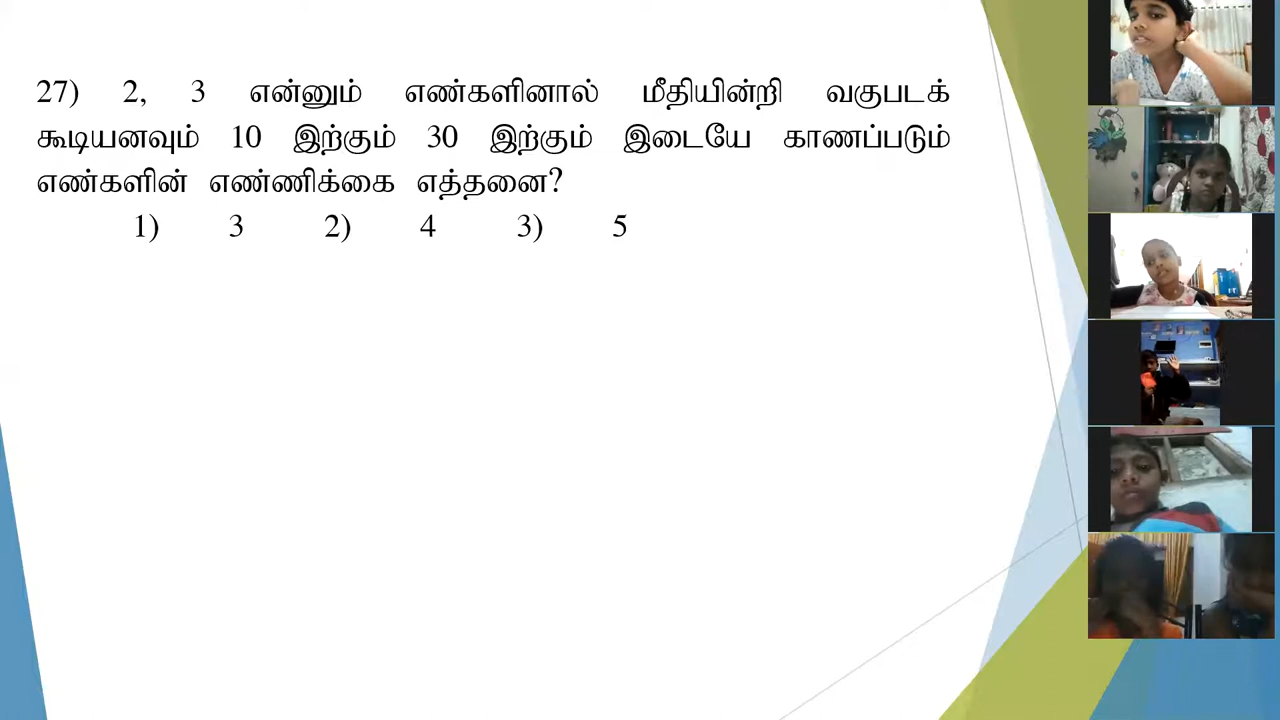 27) 2, 3 என்னும் எண்களினால் மீதியின்றி வகுபடக்
கூடியனவும் 10 இற்கும் 30 இற்கும் இடையே காணப்படும்
எண்களின் எண்ணிக்கை எத்தனை?
1) 3 2) 4 3) 5